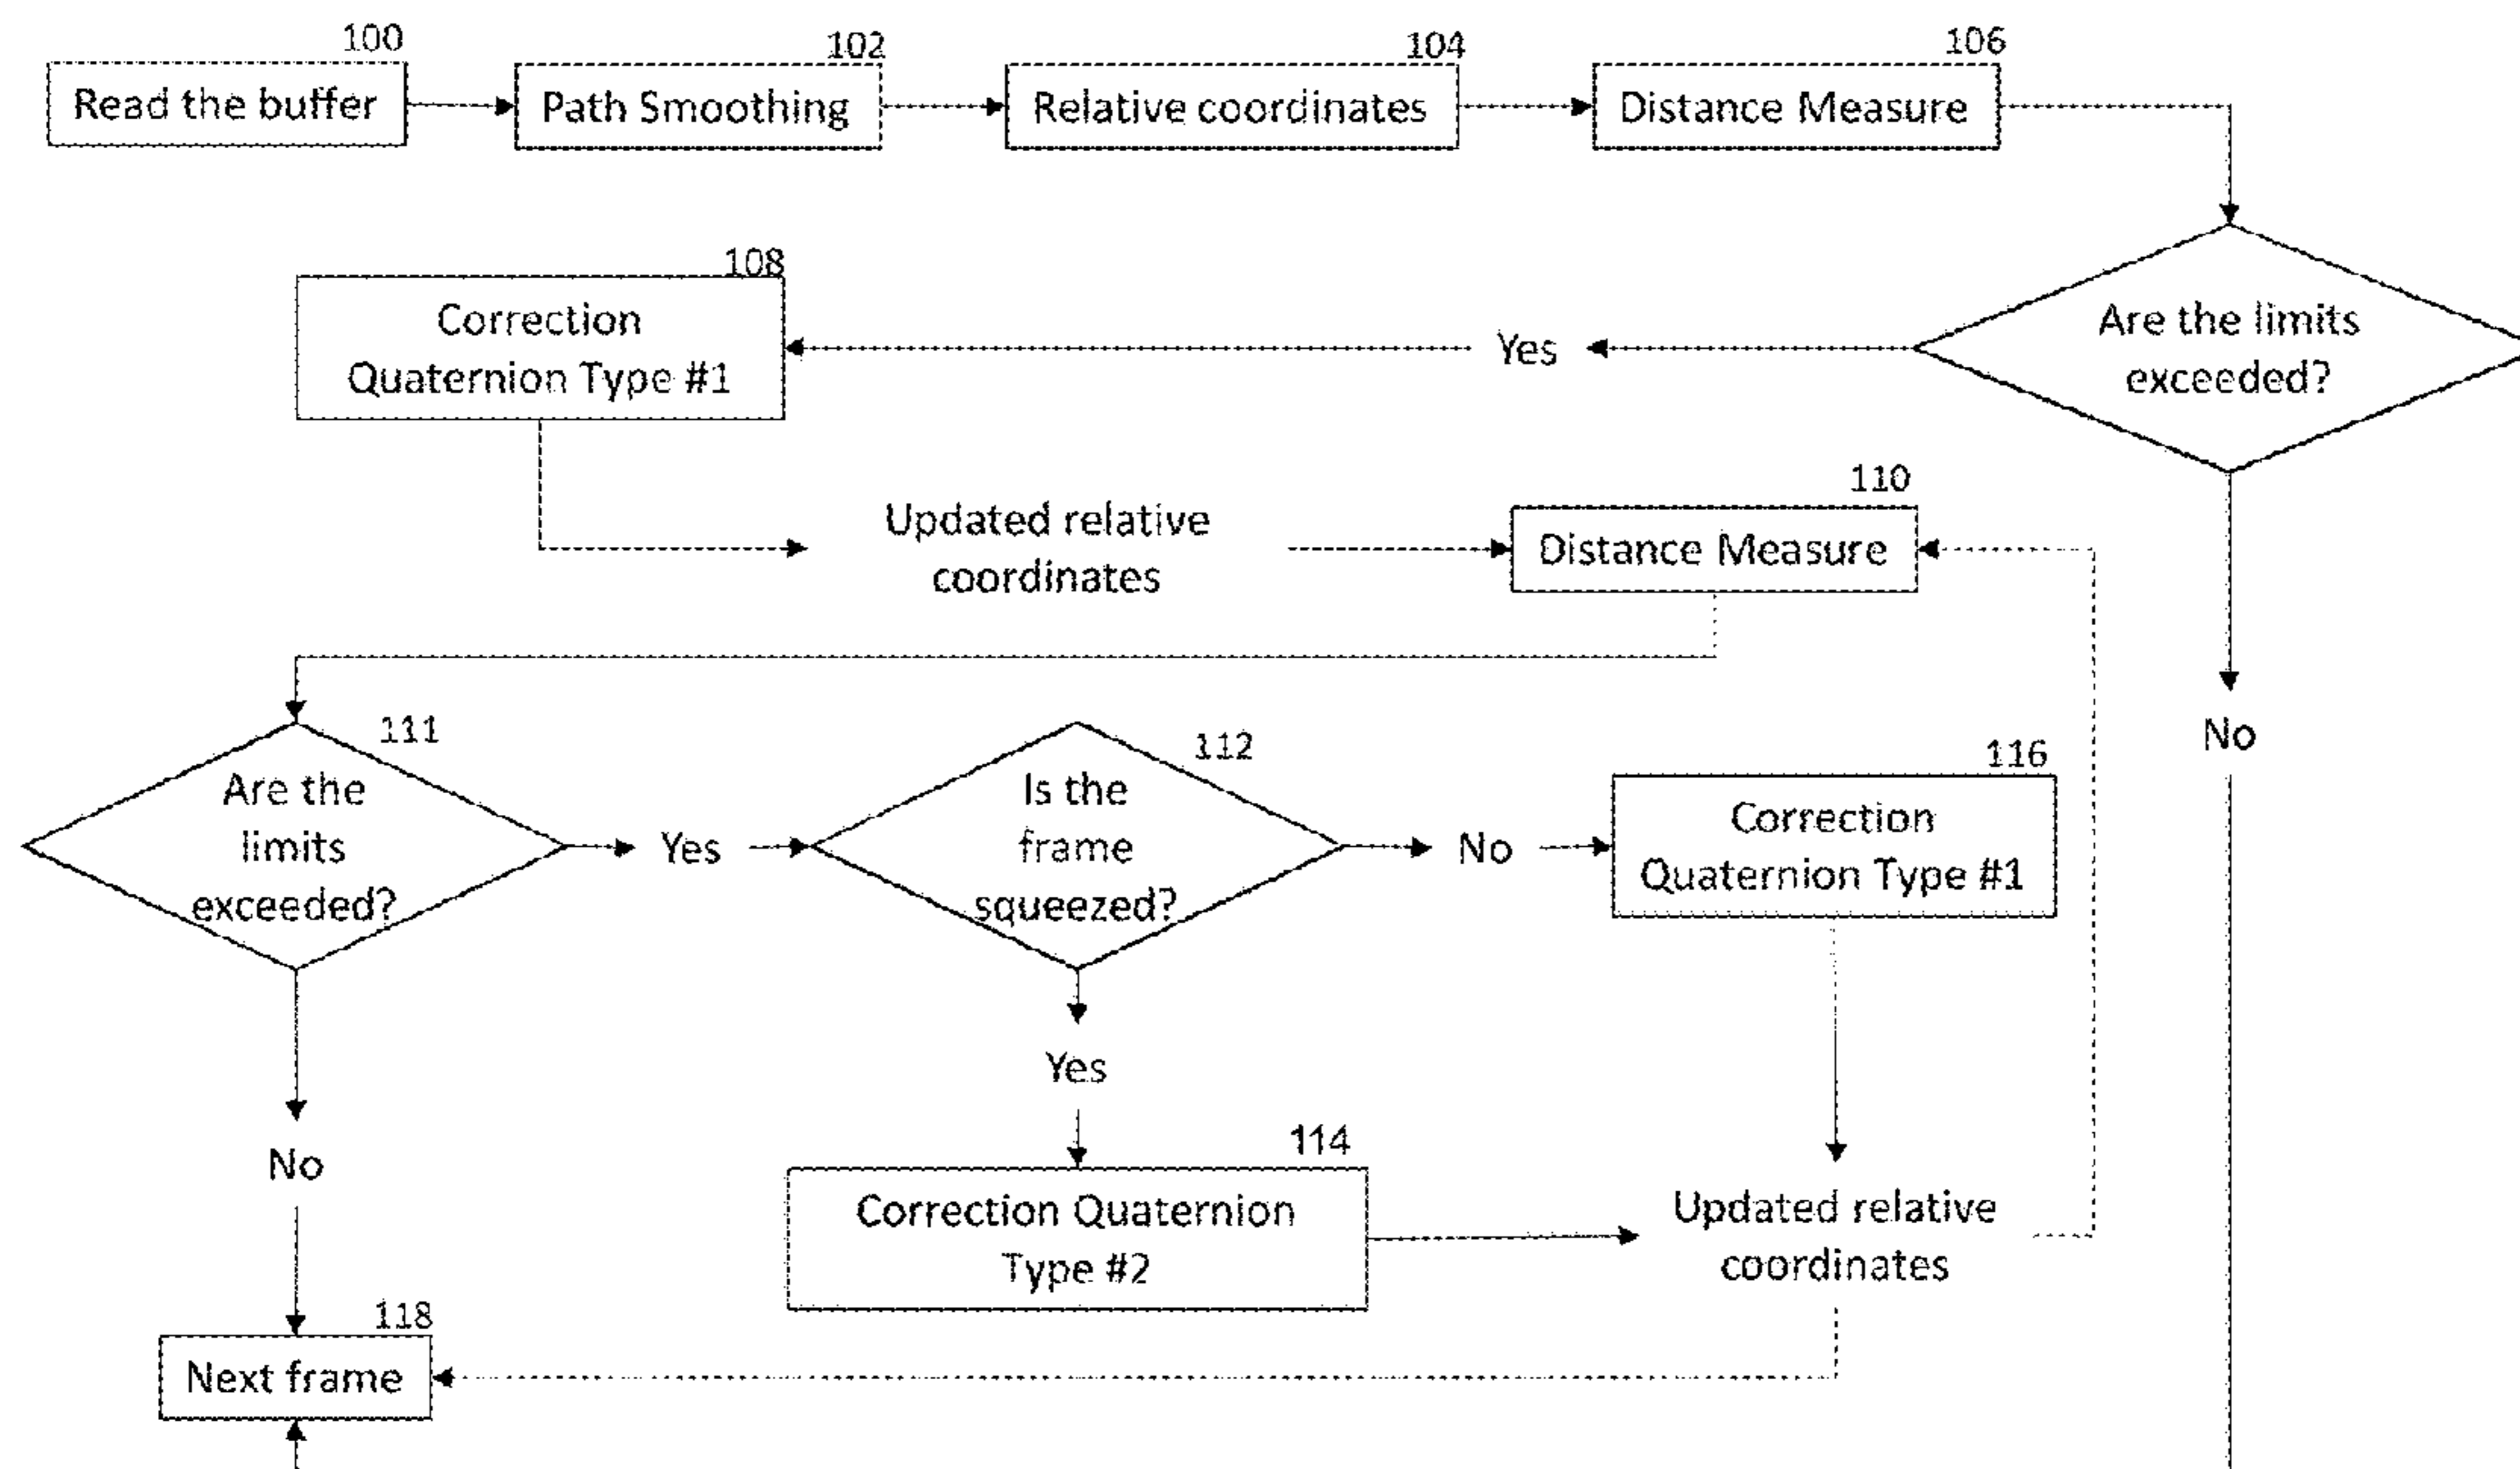 100
Read the buffer
102
Path Smoothing
104
Relative coordinates
106
Distance Measure
Are the limits
exceeded?
Yes
108
Correction
Quaternion Type #1
Updated relative
coordinates
110
Distance Measure
No
111
Are the
limits
exceeded?
Yes
112
Is the
frame
squeezed?
No
116
Correction
Quaternion Type #1
Yes
No
114
Correction Quaternion
Type #2
Updated relative
coordinates
118
Next frame